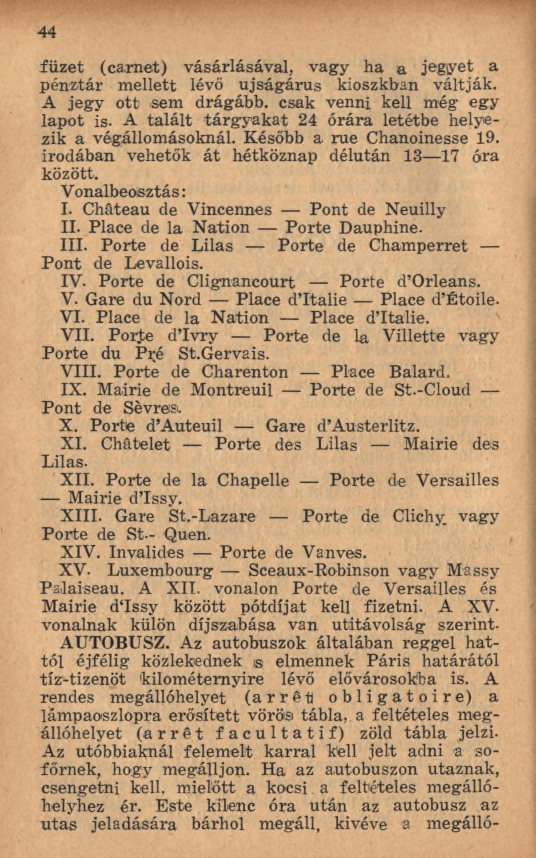 44
füzet (carnet) vásárlásával, vagy ha a jegyet a
pénztár mellett lévő ujságárus kioszkban váltják.
A jegy ott sem drágább. csak venni kell még egy
lapot is. A talált tárgyakat 24 órára letétbe helye-
zik a végállomásoknál. Később a rue Chanoinesse 19.
irodában vehetők át hétköznap délután 13—17 óra
között.
Vonalbeosztás:
I. Château de Vincennes — Pont de Neuilly
II. Place de la Nation — Porte Dauphine.
III. Porte de Lilas — Porte de Champerret —
Pont de Levallois.
IV. Porte de Clignancourt — Porte d'Orleans.
V. Gare du Nord — Place d'Italie — Place d'Étoile.
VI. Place de la Nation — Place d'Italie.
VII. Porte d'Ivry — Porte de la Villette vagy
Porte du Pré St.Gervais.
VIII. Porte de Charenton — Place Balard.
IX. Mairie de Montreuil — Porte de St.-Cloud —
Pont de Sèvres.
X. Porte d'Auteuil — Gare d'Austerlitz.
XI. Châtelet — Porte des Lilas — Mairie des
Lilas.
XII. Porte de la Chapelle — Porte de Versailles
— Mairie d'Issy.
XIII. Gare St.-Lazare — Porte de Clichy vagy
Porte de St.- Quen.
XIV. Invalides — Porte de Vanves.
XV. Luxembourg — Sceaux-Robinson vagy Massy
Palaiseau. A XII. vonalon Porte de Versailles és
Mairie d'Issy között pótdíjat kell fizetni. A XV.
vonalnak külön díjszabása van utitávolság szerint.
AUTOBUSZ. Az autobuszok általában reggel hat-
tól éjfélig közlekednek s elmennek Páris határától
tíz-tizenöt kilométernyire lévő elővárosokba is. A
rendes megállóhelyet (arrêt obligatoire) a
lámpaoszlopra erősített vörös tábla, a feltételes meg-
állóhelyet (arrêt facultatif) zöld tábla jelzi.
Az utóbbiaknál felemelt karral kell jelt adni a so-
főrnek, hogy megálljon. Ha az autobuszon utaznak,
csengetni kell, mielőtt a kocsi a feltételes megálló-
helyhez ér. Este kilenc óra után az autobusz az
utas jeladására bárhol megáll, kivéve a megálló-